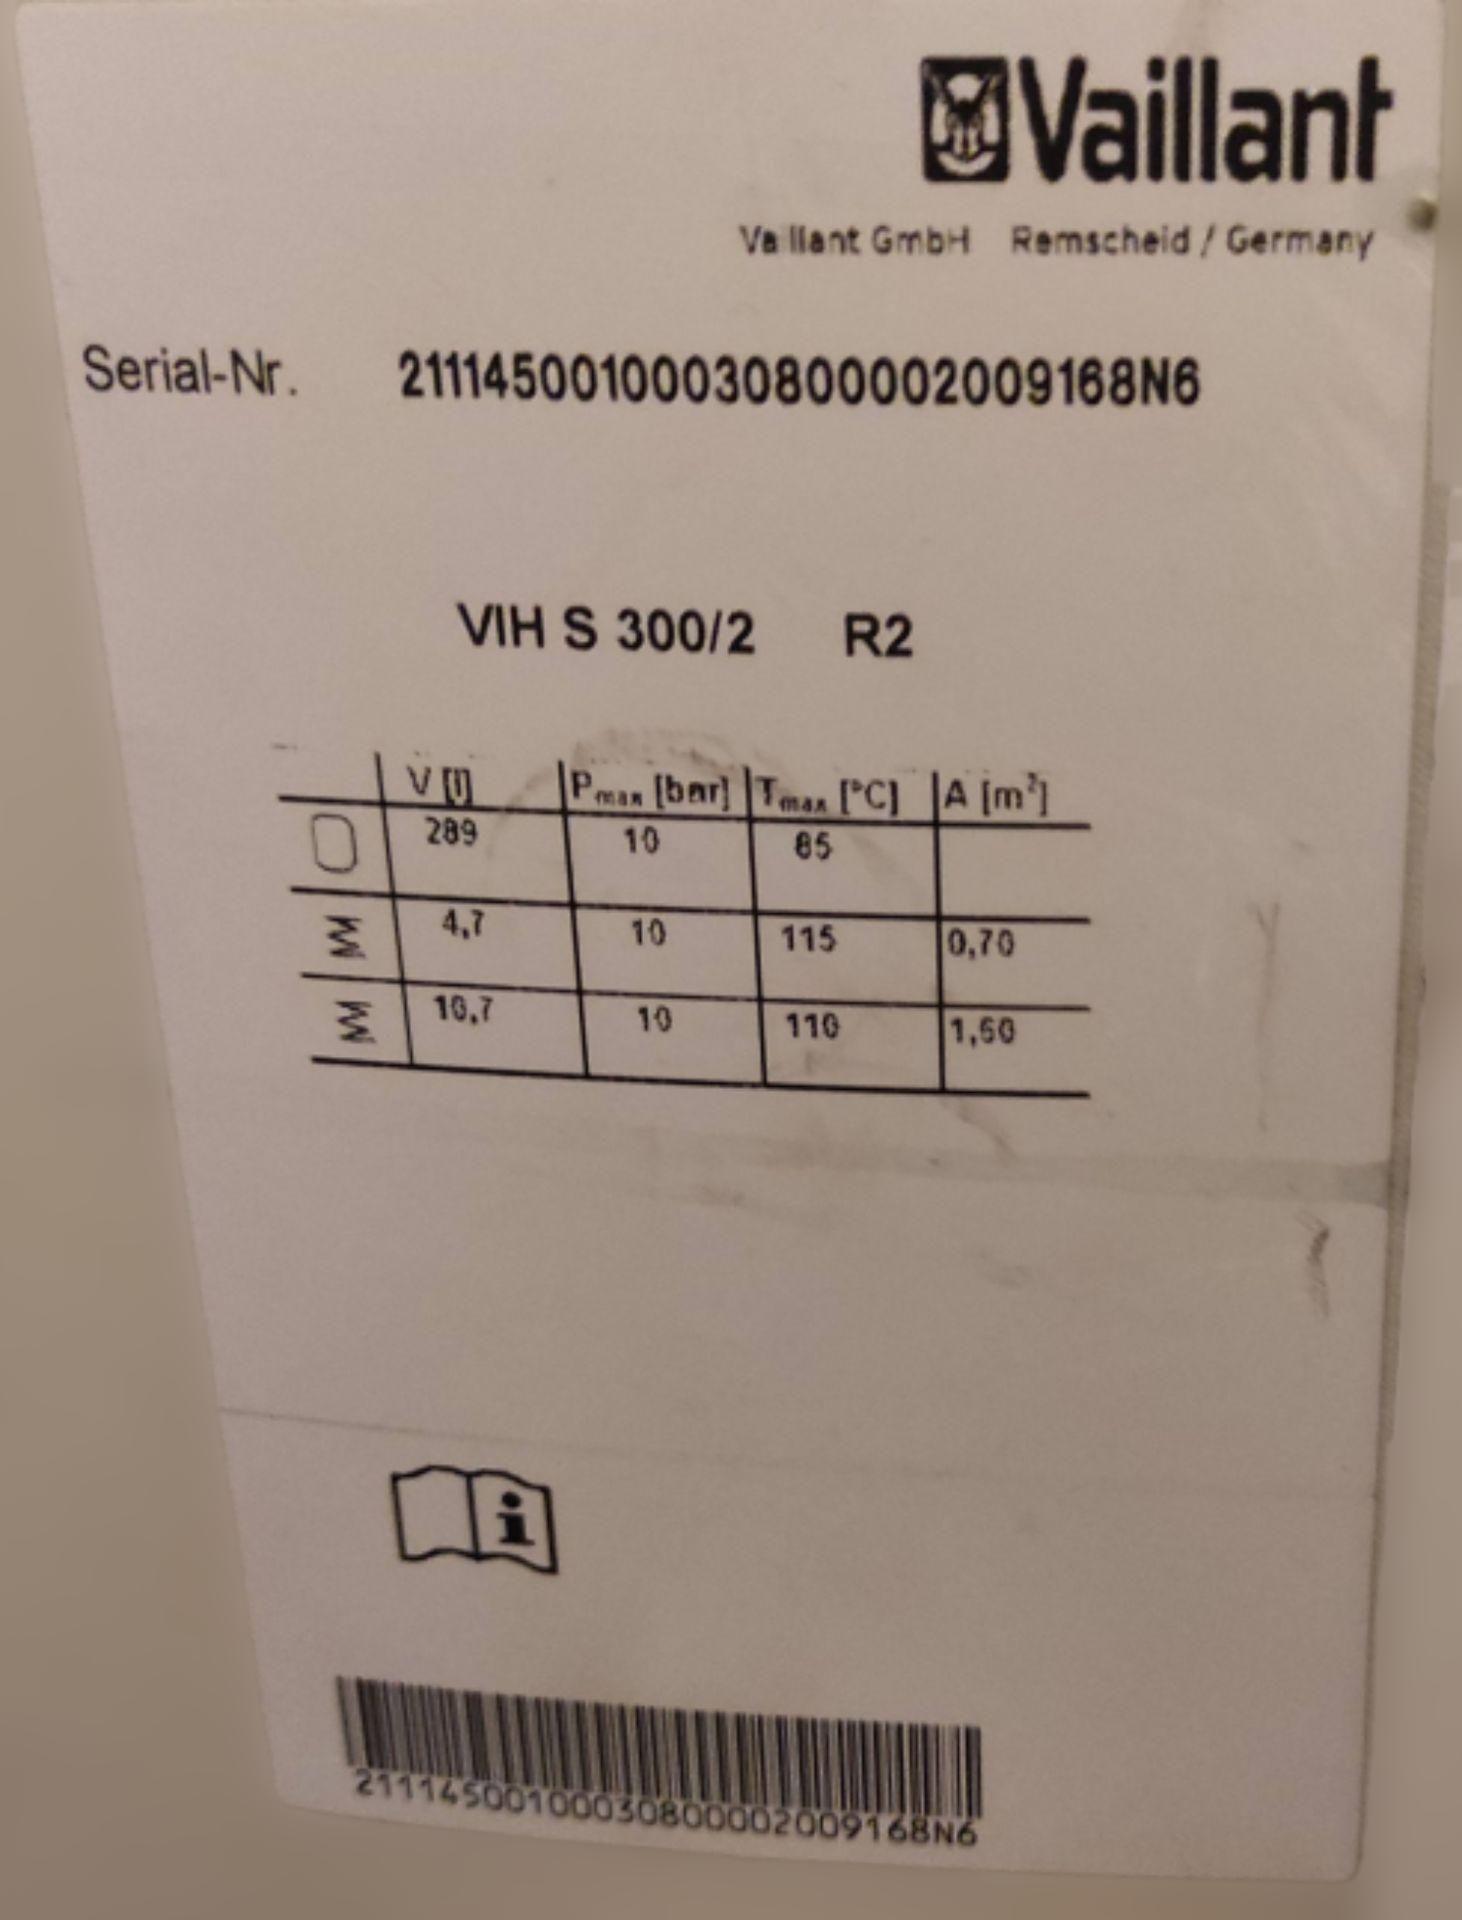 Vaillant
Vaillant GmbH Remscheid / Germany
Serial-Nr. 21114500100030800002009168N6
VIH S 300/2 R2
V [l] Pmax [bar] Tmax [°C] A [m²]
289 10 85
4,7 10 115 0,70
10,7 10 110 1,60
i
21114500100030800002009168N6